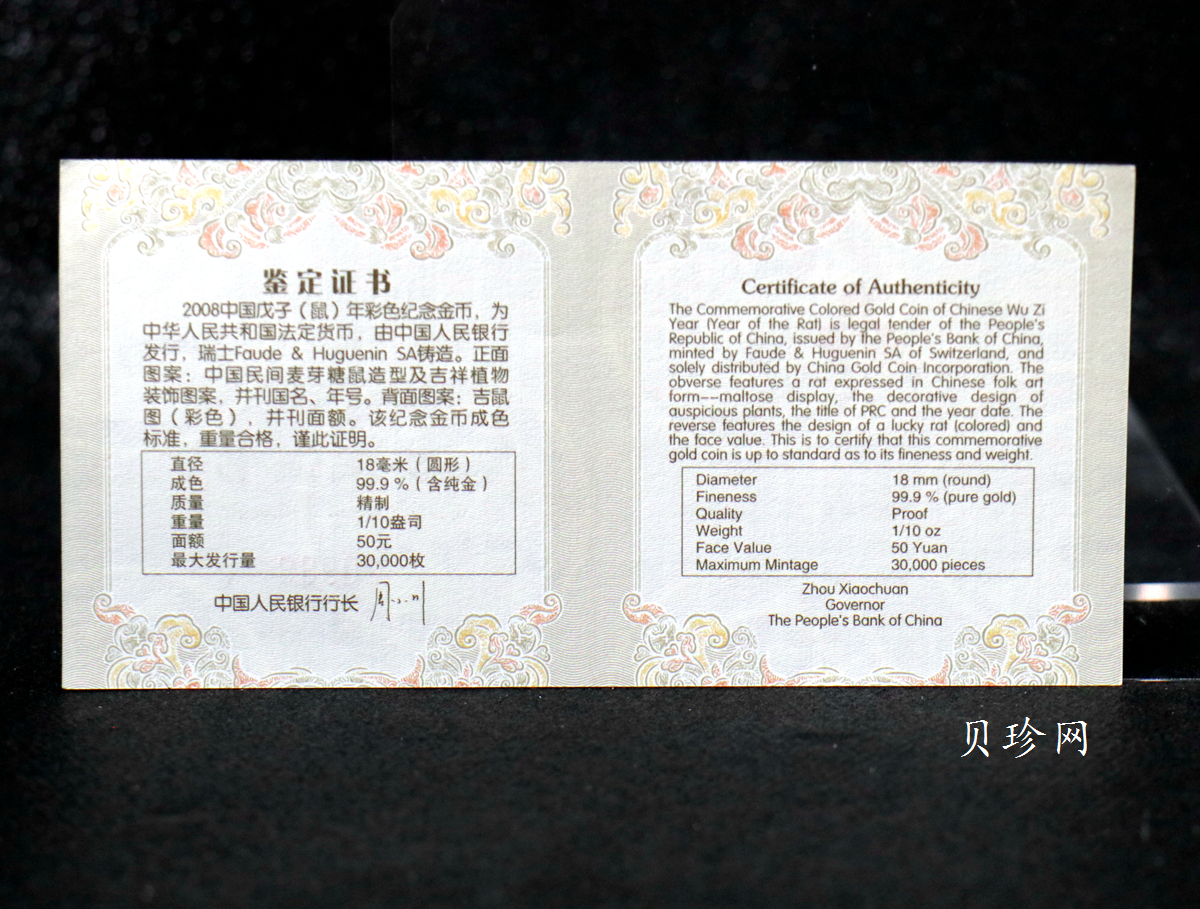 鉴定证书
2008中国戊子（鼠）年彩色纪念金币，为
中华人民共和国法定货币，由中国人民银行
发行，瑞士Faude & Huguenin SA铸造。正面
图案：中国民间麦芽糖鼠造型及吉祥植物
装饰图案，并刊国名、年号。背面图案：吉鼠
图（彩色），并刊面额。该纪念金币成色
标准，重量合格，谨此证明。
直径 18毫米（圆形）
成色 99.9 %（含纯金）
质量 精制
重量 1/10盎司
面额 50元
最大发行量 30,000枚
中国人民银行行长
Certificate of Authenticity
The Commemorative Colored Gold Coin of Chinese Wu Zi
Year (Year of the Rat) is legal tender of the People's
Republic of China, issued by the People's Bank of China,
minted by Faude & Huguenin SA of Switzerland, and
solely distributed by China Gold Coin Incorporation. The
obverse features a rat expressed in Chinese folk art
form--maltose display, the decorative design of
auspicious plants, the title of PRC and the year date. The
reverse features the design of a lucky rat (colored) and
the face value. This is to certify that this commemorative
gold coin is up to standard as to its fineness and weight.
Diameter 18 mm (round)
Fineness 99.9 % (pure gold)
Quality Proof
Weight 1/10 oz
Face Value 50 Yuan
Maximum Mintage 30,000 pieces
Zhou Xiaochuan
Governor
The People's Bank of China
贝珍网